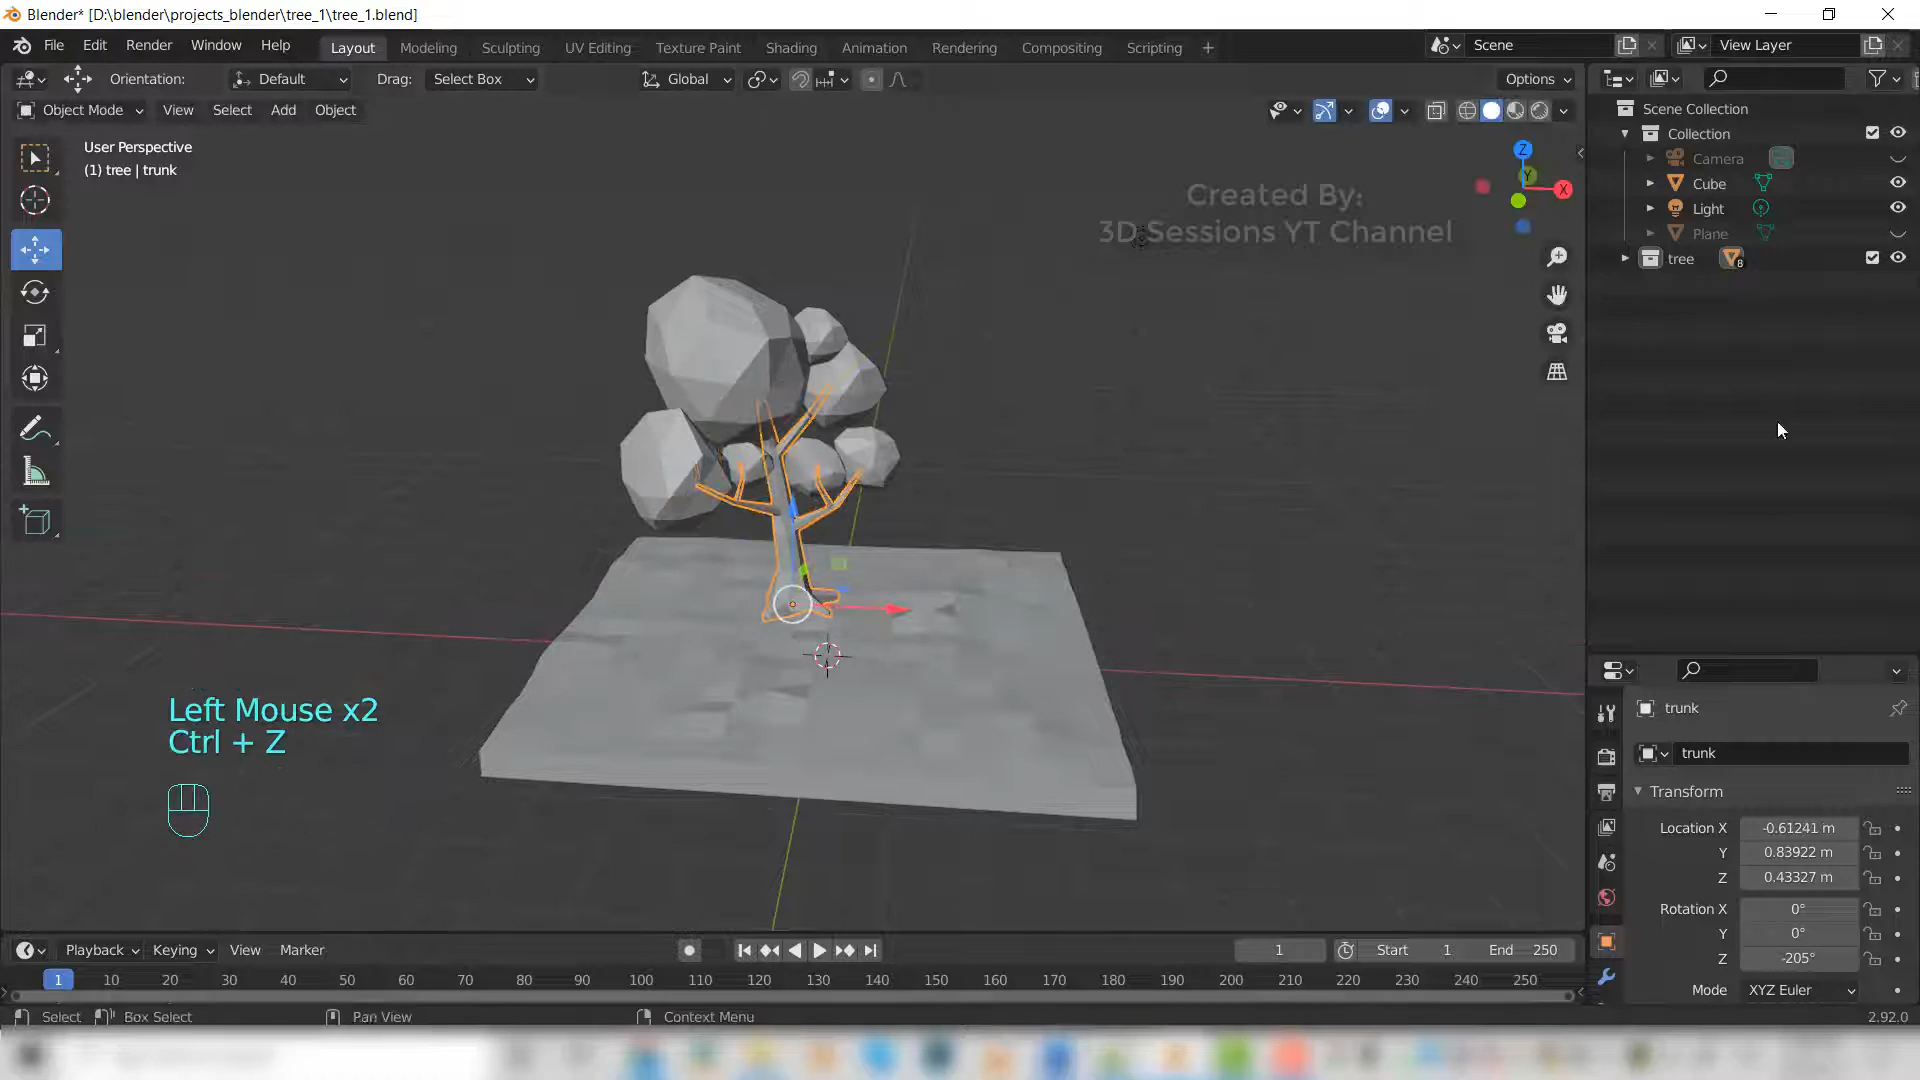 Blender* [D:\blender\projects_blender\tree_1\tree_1.blend]
File Edit Render Window Help Layout Modeling Sculpting UV Editing Texture Paint Shading Animation Rendering Compositing Scripting + Scene View Layer
Orientation: Default Drag: Select Box Global Options
Object Mode View Select Add Object
User Perspective
(1) tree | trunk
Created By:
3D Sessions YT Channel
Z
Y
X
Scene Collection
Collection
Camera
Cube
Light
Plane
tree 8
Left Mouse x2
Ctrl + Z
trunk
trunk
Transform
Location X -0.61241 m
Y 0.83922 m
Z 0.43327 m
Rotation X 0°
Y 0°
Z -205°
Mode XYZ Euler
Playback Keying View Marker 1 Start 1 End 250
1 10 20 30 40 50 60 70 80 90 100 110 120 130 140 150 160 170 180 190 200 210 220 230 240 250
Select Box Select Pan View Context Menu 2.92.0